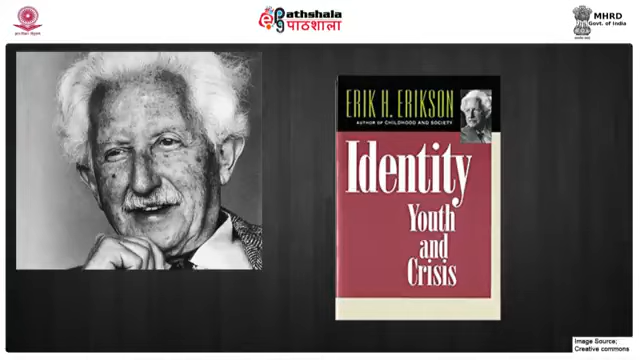 ePathshala
पाठशाला
MHRD
Govt. of India
ERIK H. ERIKSON
AUTHOR OF CHILDHOOD AND SOCIETY
Identity
Youth
and
Crisis
Image Source;
Creative commons